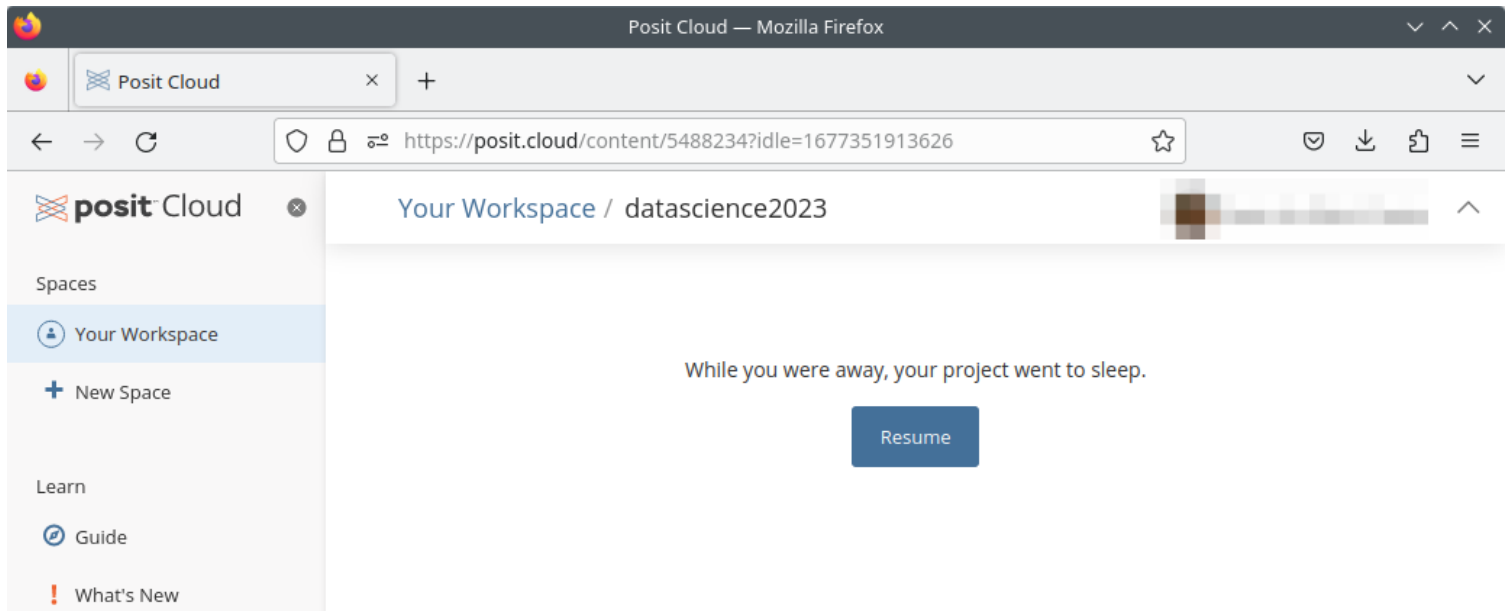 Posit Cloud — Mozilla Firefox
Posit Cloud
https://posit.cloud/content/5488234?idle=1677351913626
posit Cloud
Your Workspace / datascience2023
Spaces
Your Workspace
New Space
While you were away, your project went to sleep.
Resume
Learn
Guide
What's New